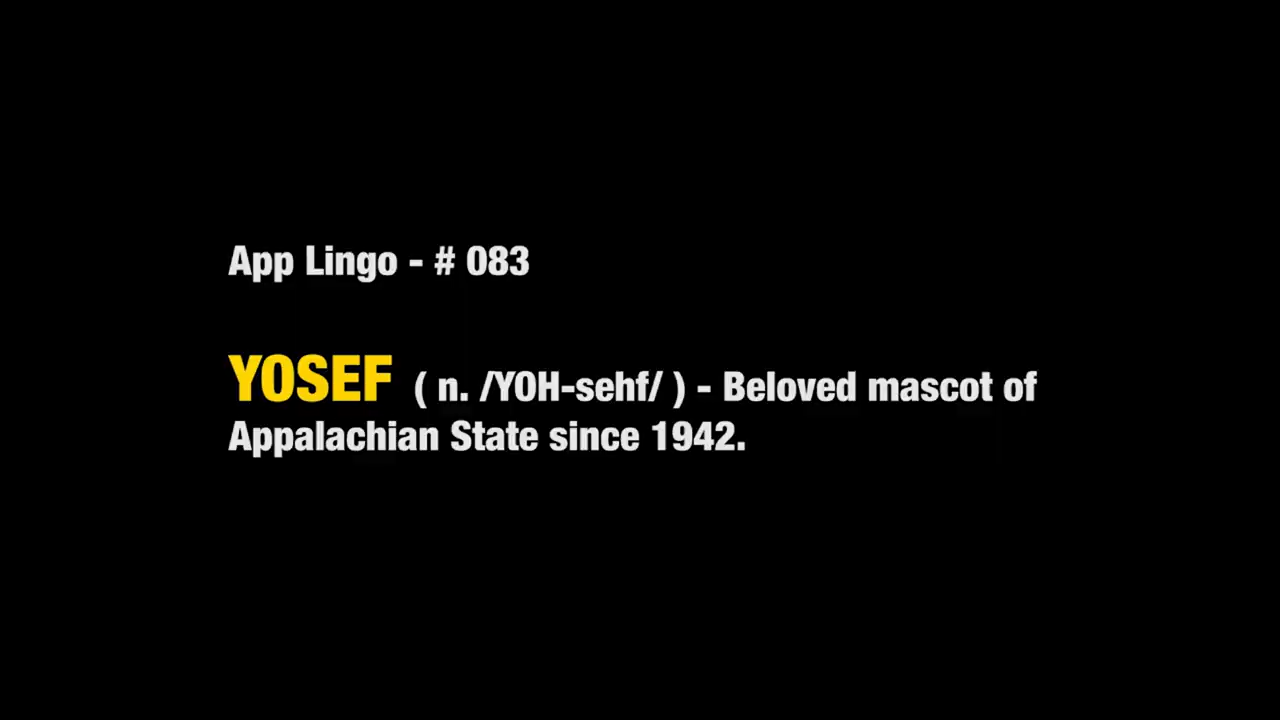 App Lingo - # 083
YOSEF ( n. /YOH-sehf/ ) - Beloved mascot of
Appalachian State since 1942.